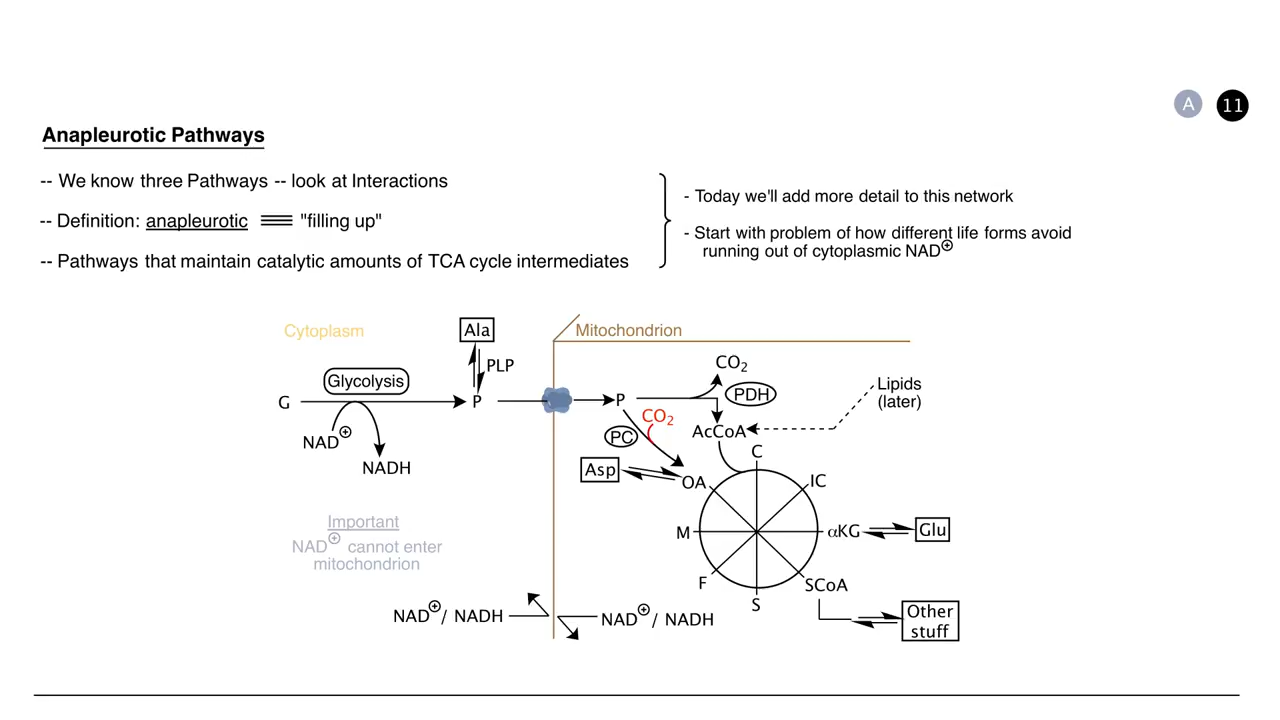 A 11
Anapleurotic Pathways
-- We know three Pathways -- look at Interactions
-- Definition: anapleurotic ≡ "filling up"
-- Pathways that maintain catalytic amounts of TCA cycle intermediates
- Today we'll add more detail to this network
- Start with problem of how different life forms avoid
running out of cytoplasmic NAD⊕
Cytoplasm
Ala
Mitochondrion
PLP
CO2
Glycolysis
Lipids
(later)
G
P
P
PDH
CO2
NAD⊕
PC
AcCoA
NADH
C
Asp
OA
IC
Important
NAD⊕ cannot enter
mitochondrion
M
αKG
Glu
F
SCoA
S
NAD⊕/ NADH
NAD⊕/ NADH
Other
stuff